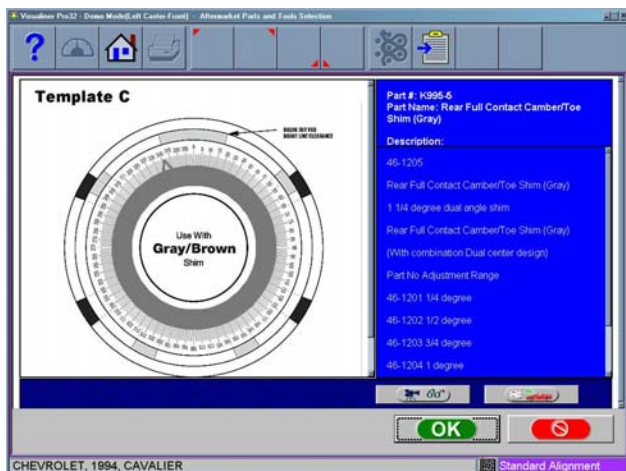 Visualiner Pro32 - Demo Mode(Left Caster-Front) - Aftermarket Parts and Tools Selection
?
Template C
BRAKE LINE CLEARANCE
Use With
Gray/Brown
Shim
Part #: K995-5
Part Name: Rear Full Contact Camber/Toe
Shim (Gray)
Description:
46-1205
Rear Full Contact Camber/Toe Shim (Gray)
1 1/4 degree dual angle shim
Rear Full Contact Camber/Toe Shim (Gray)
(With combination Dual center design)
Part No Adjustment Range
46-1201 1/4 degree
46-1202 1/2 degree
46-1203 3/4 degree
46-1204 1 degree
OK
CHEVROLET, 1994, CAVALIER
Standard Alignment